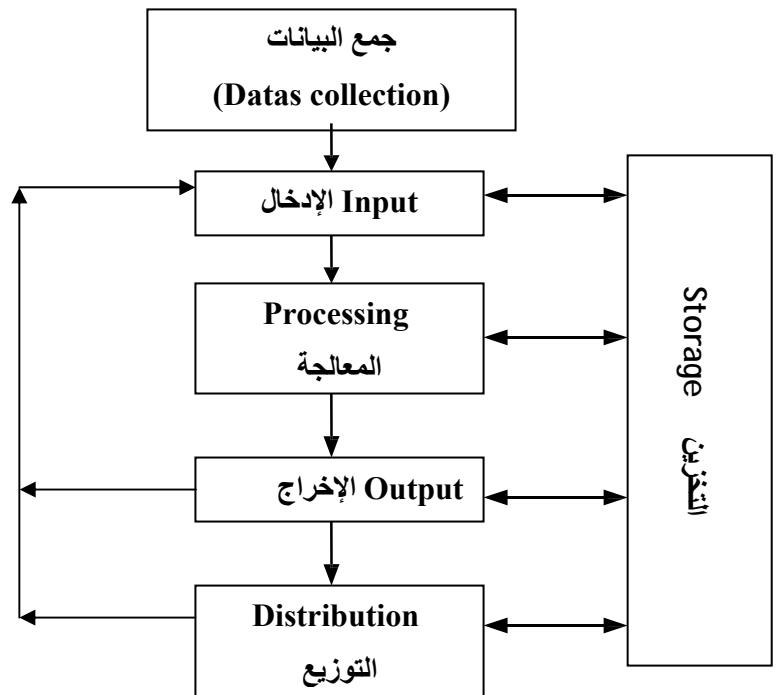 جمع البيانات
(Datas collection)
الإدخال Input
Processing
المعالجة
الإخراج Output
Distribution
التوزيع
Storage التخزين